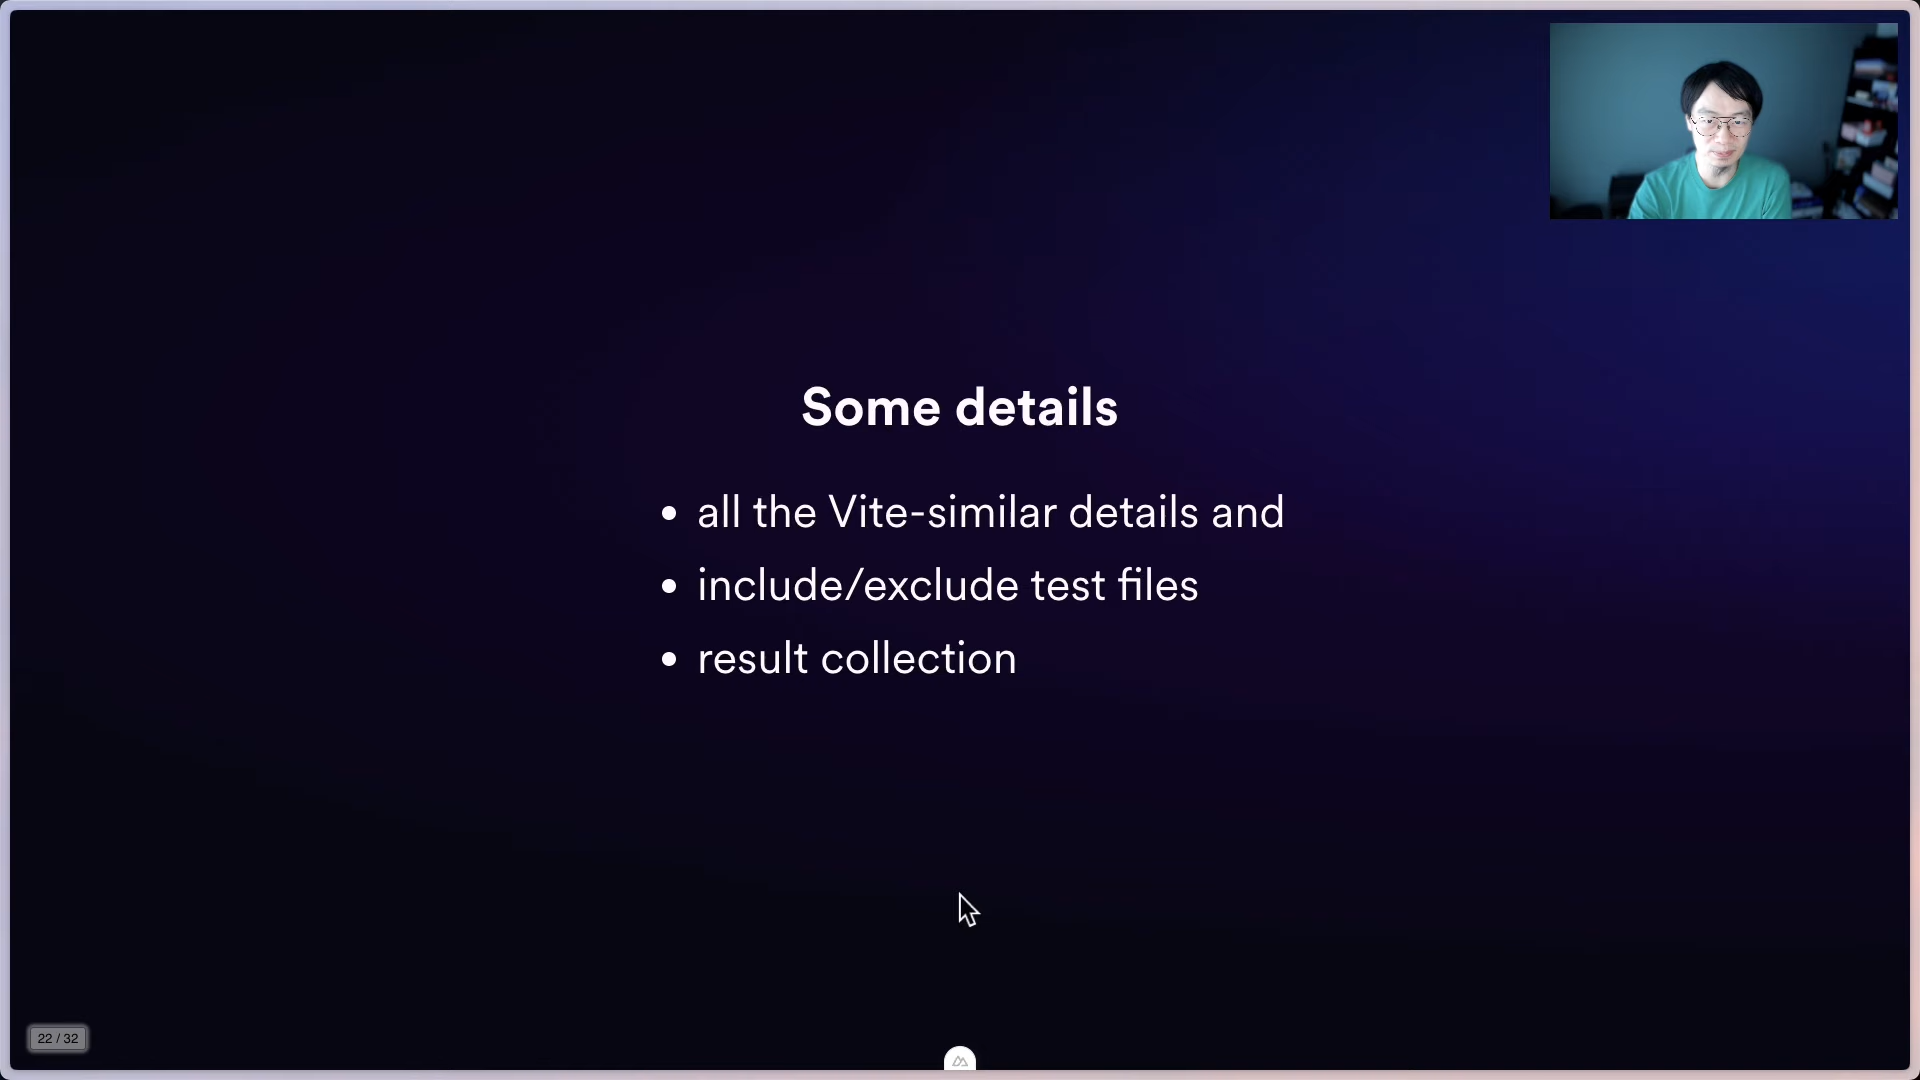 Some details
all the Vite-similar details and
include/exclude test files
result collection
22 / 32